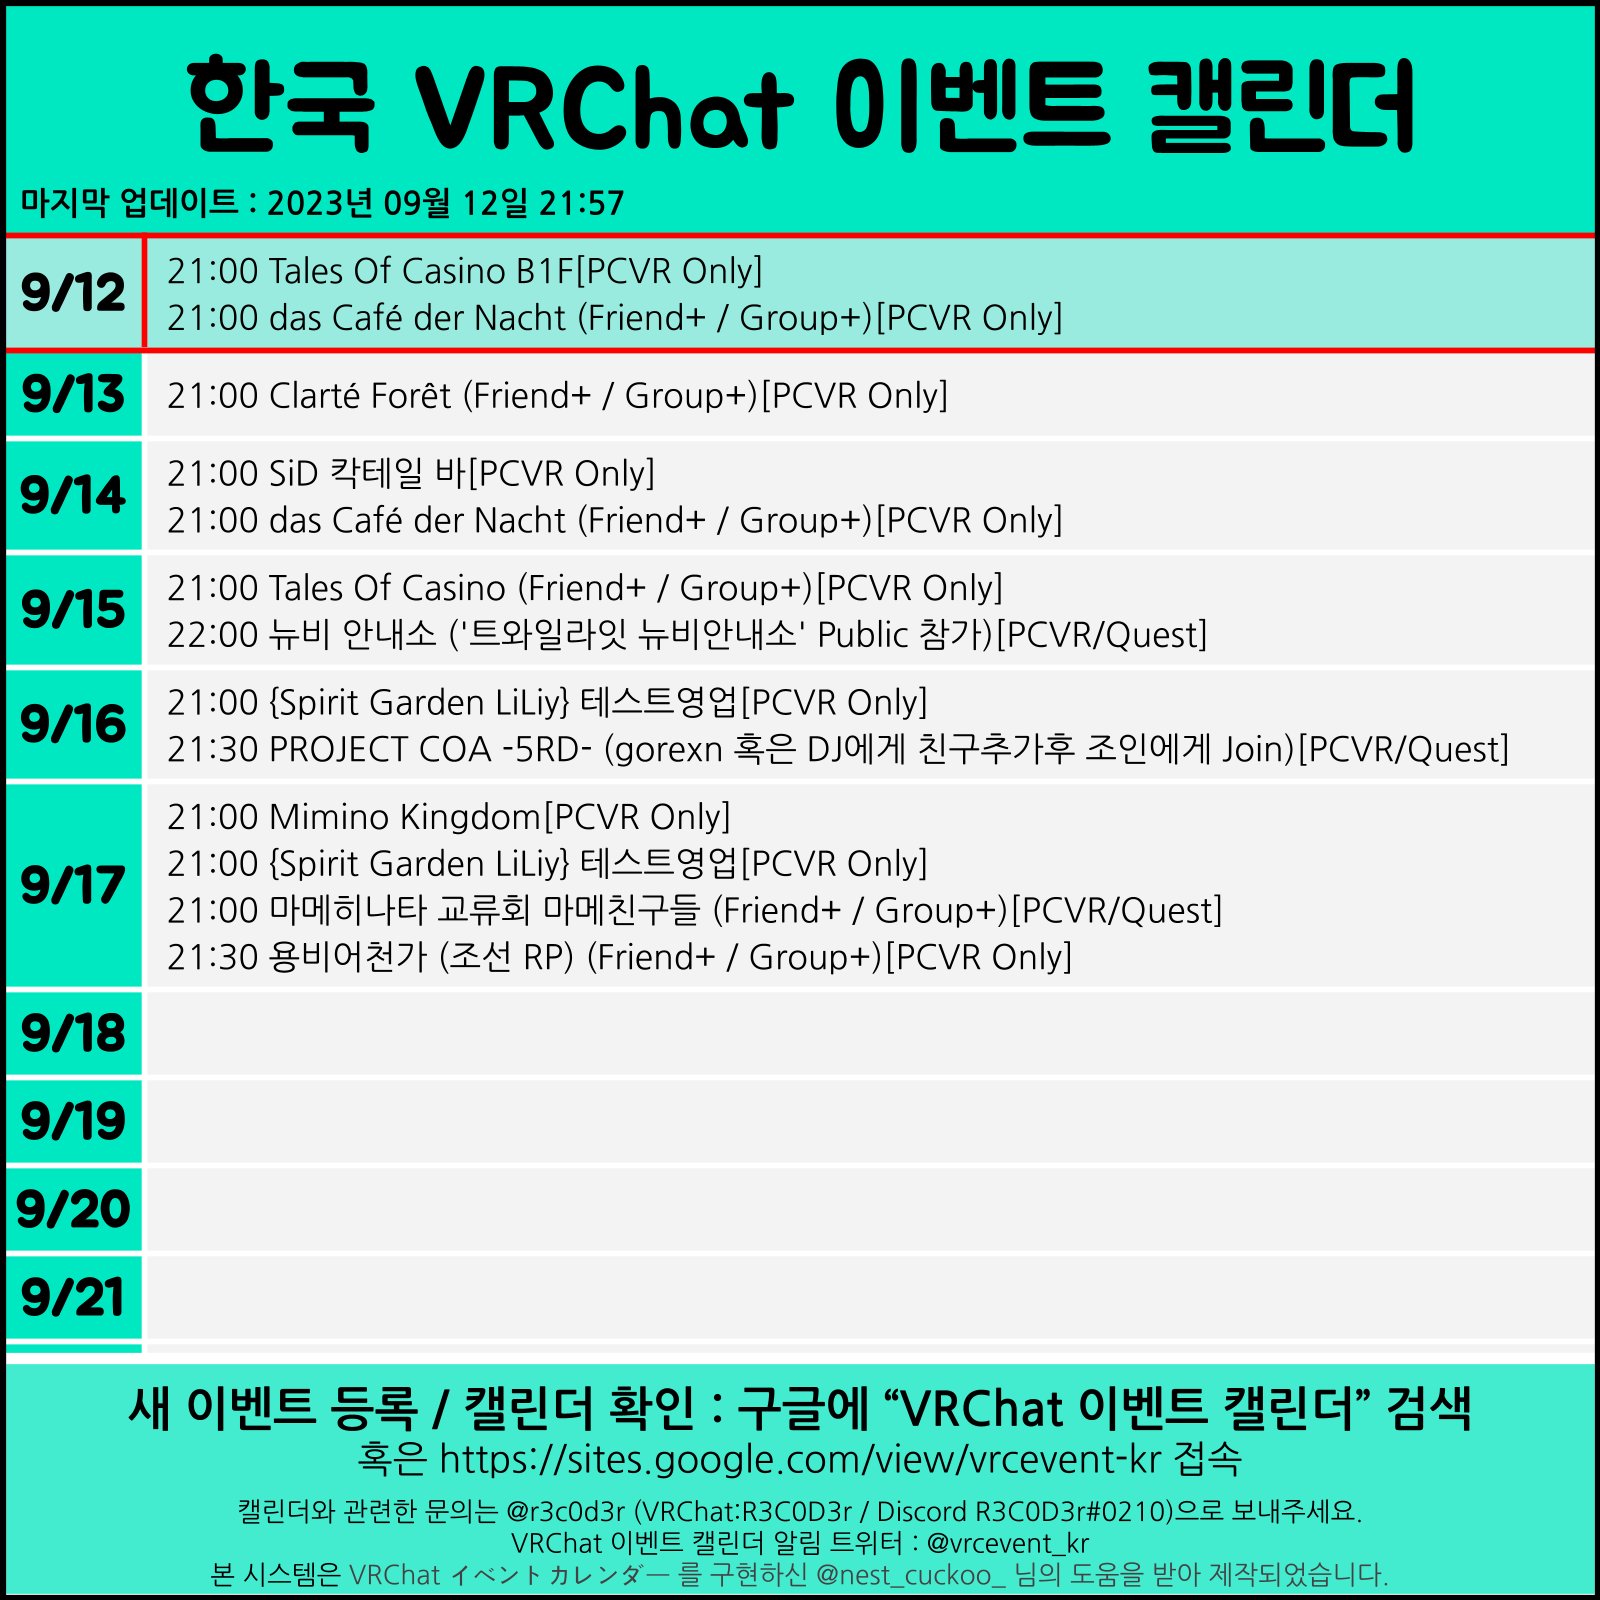 한국 VRChat 이벤트 캘린더
마지막 업데이트 : 2023년 09월 12일 21:57
9/12
21:00 Tales Of Casino B1F[PCVR Only]
21:00 das Café der Nacht (Friend+ / Group+)[PCVR Only]
9/13
21:00 Clarté Forêt (Friend+ / Group+)[PCVR Only]
9/14
21:00 SiD 칵테일 바[PCVR Only]
21:00 das Café der Nacht (Friend+ / Group+)[PCVR Only]
9/15
21:00 Tales Of Casino (Friend+ / Group+)[PCVR Only]
22:00 뉴비 안내소 ('트와일라잇 뉴비안내소' Public 참가)[PCVR/Quest]
9/16
21:00 {Spirit Garden LiLiy} 테스트영업[PCVR Only]
21:30 PROJECT COA -5RD- (gorexn 혹은 DJ에게 친구추가후 조인에게 Join)[PCVR/Quest]
9/17
21:00 Mimino Kingdom[PCVR Only]
21:00 {Spirit Garden LiLiy} 테스트영업[PCVR Only]
21:00 마메히나타 교류회 마메친구들 (Friend+ / Group+)[PCVR/Quest]
21:30 용비어천가 (조선 RP) (Friend+ / Group+)[PCVR Only]
9/18
9/19
9/20
9/21
새 이벤트 등록 / 캘린더 확인 : 구글에 “VRChat 이벤트 캘린더” 검색
혹은 https://sites.google.com/view/vrcevent-kr 접속
캘린더와 관련한 문의는 @r3c0d3r (VRChat:R3C0D3r / Discord R3C0D3r#0210)으로 보내주세요.
VRChat 이벤트 캘린더 알림 트위터 : @vrcevent_kr
본 시스템은 VRChat イベントカレンダー 를 구현하신 @nest_cuckoo_ 님의 도움을 받아 제작되었습니다.